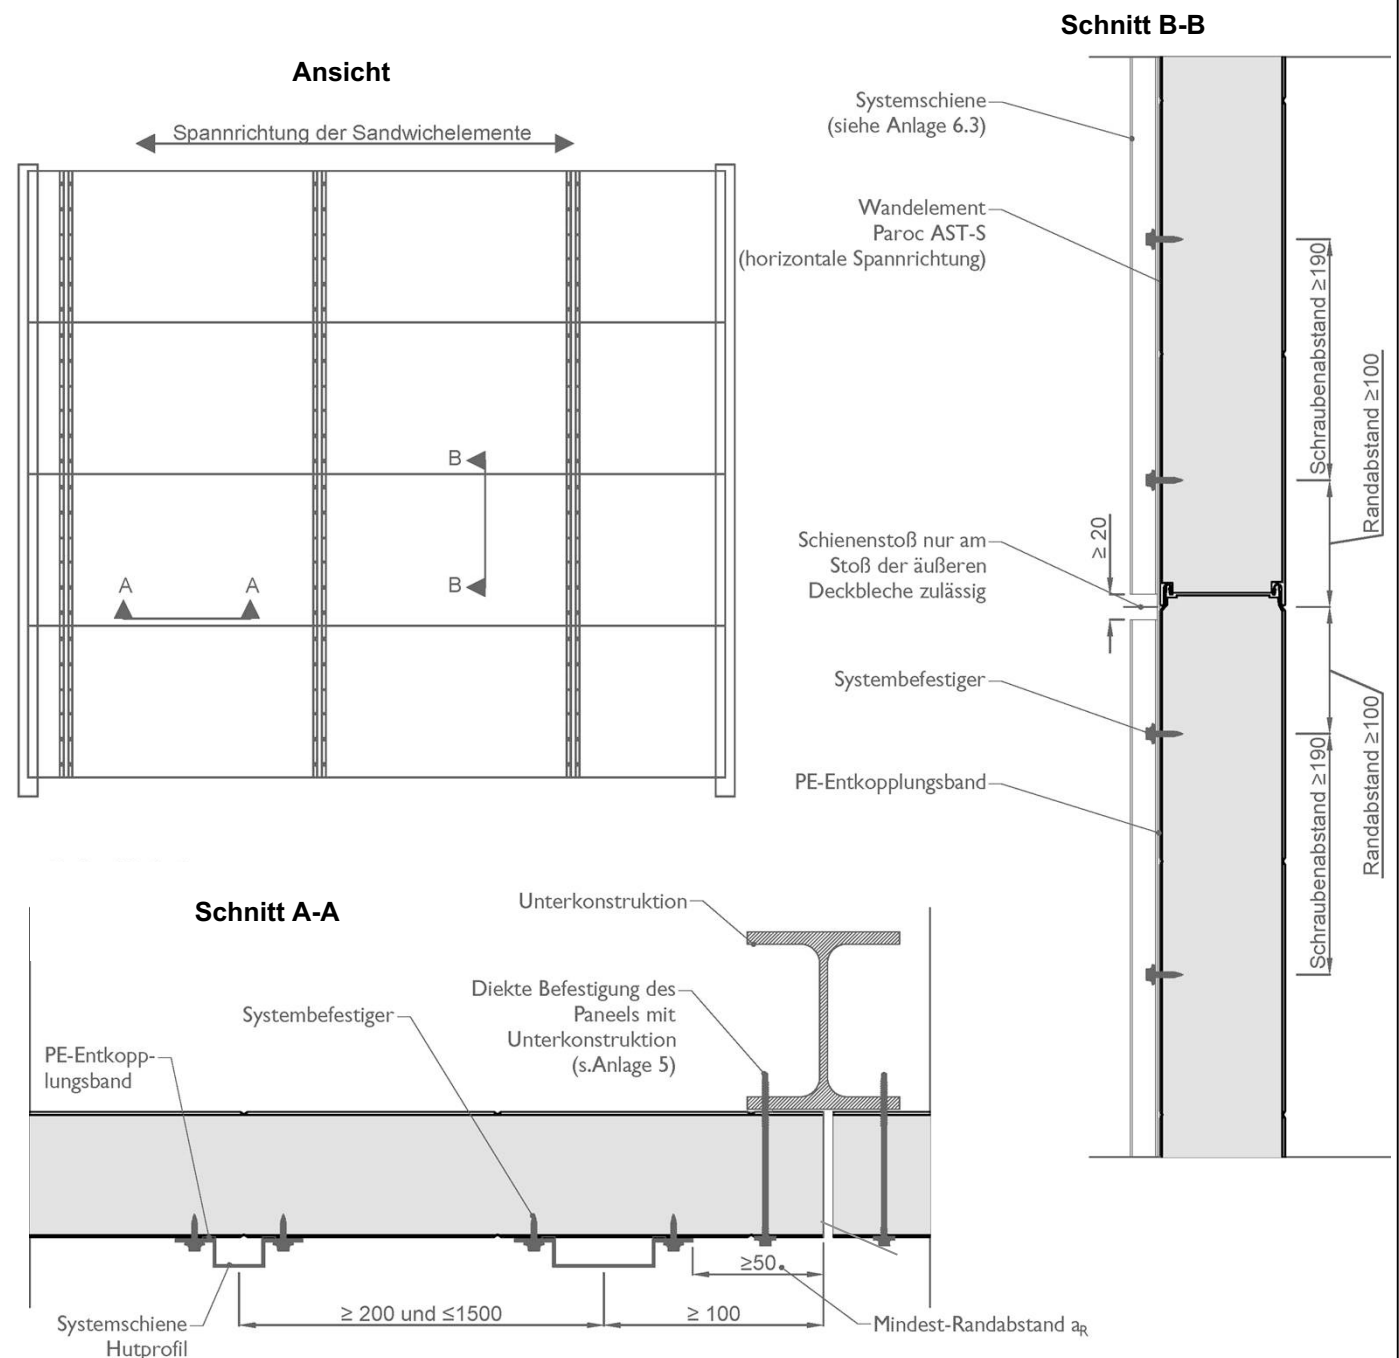 Ansicht
Spannrichtung der Sandwichelemente
B
B
A A
Schnitt B-B
Systemschiene
(siehe Anlage 6.3)
Wandelement
Paroc AST-S
(horizontale Spannrichtung)
Schraubenabstand ≥190
Randabstand ≥100
≥ 20
Schienenstoß nur am
Stoß der äußeren
Deckbleche zulässig
Systembefestiger
PE-Entkopplungsband
Schraubenabstand ≥190
Randabstand ≥100
Schnitt A-A
Unterkonstruktion
Diekte Befestigung des
Paneels mit
Unterkonstruktion
(s.Anlage 5)
Systembefestiger
PE-Entkopp-
lungsband
≥50
≥ 200 und ≤1500
≥ 100
Systemschiene
Hutprofil
Mindest-Randabstand aR